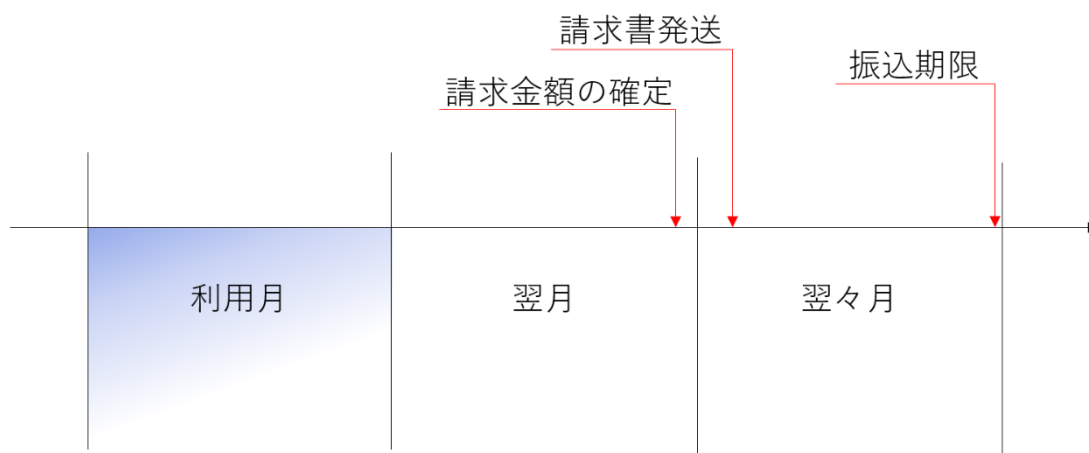 請求書発送
振込期限
請求金額の確定
利用月
翌月
翌々月